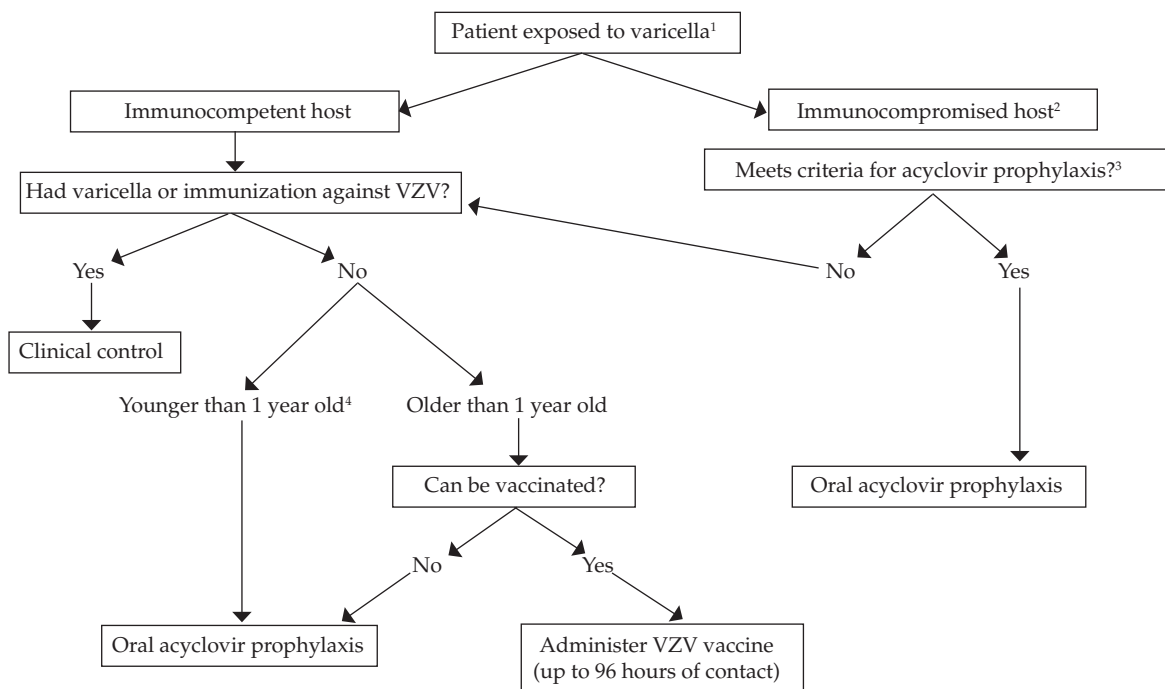 Patient exposed to varicella¹
Immunocompetent host
Immunocompromised host²
Meets criteria for acyclovir prophylaxis?³
Had varicella or immunization against VZV?
Yes
No
No
Yes
Clinical control
Younger than 1 year old⁴
Older than 1 year old
Can be vaccinated?
Oral acyclovir prophylaxis
No
Yes
Oral acyclovir prophylaxis
Administer VZV vaccine
(up to 96 hours of contact)